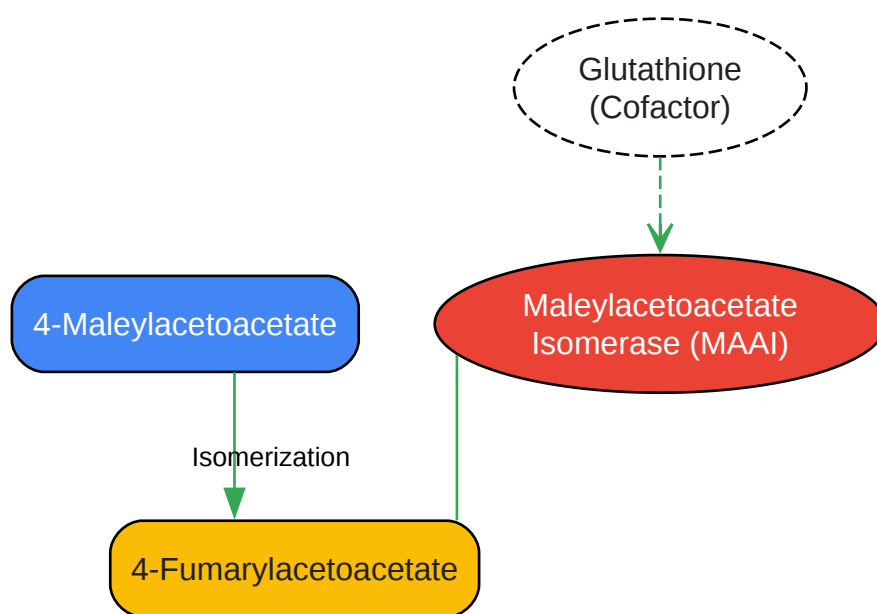 Glutathione
(Cofactor)
4-Maleylacetoacetate
Maleylacetoacetate
Isomerase (MAAI)
Isomerization
4-Fumarylacetoacetate